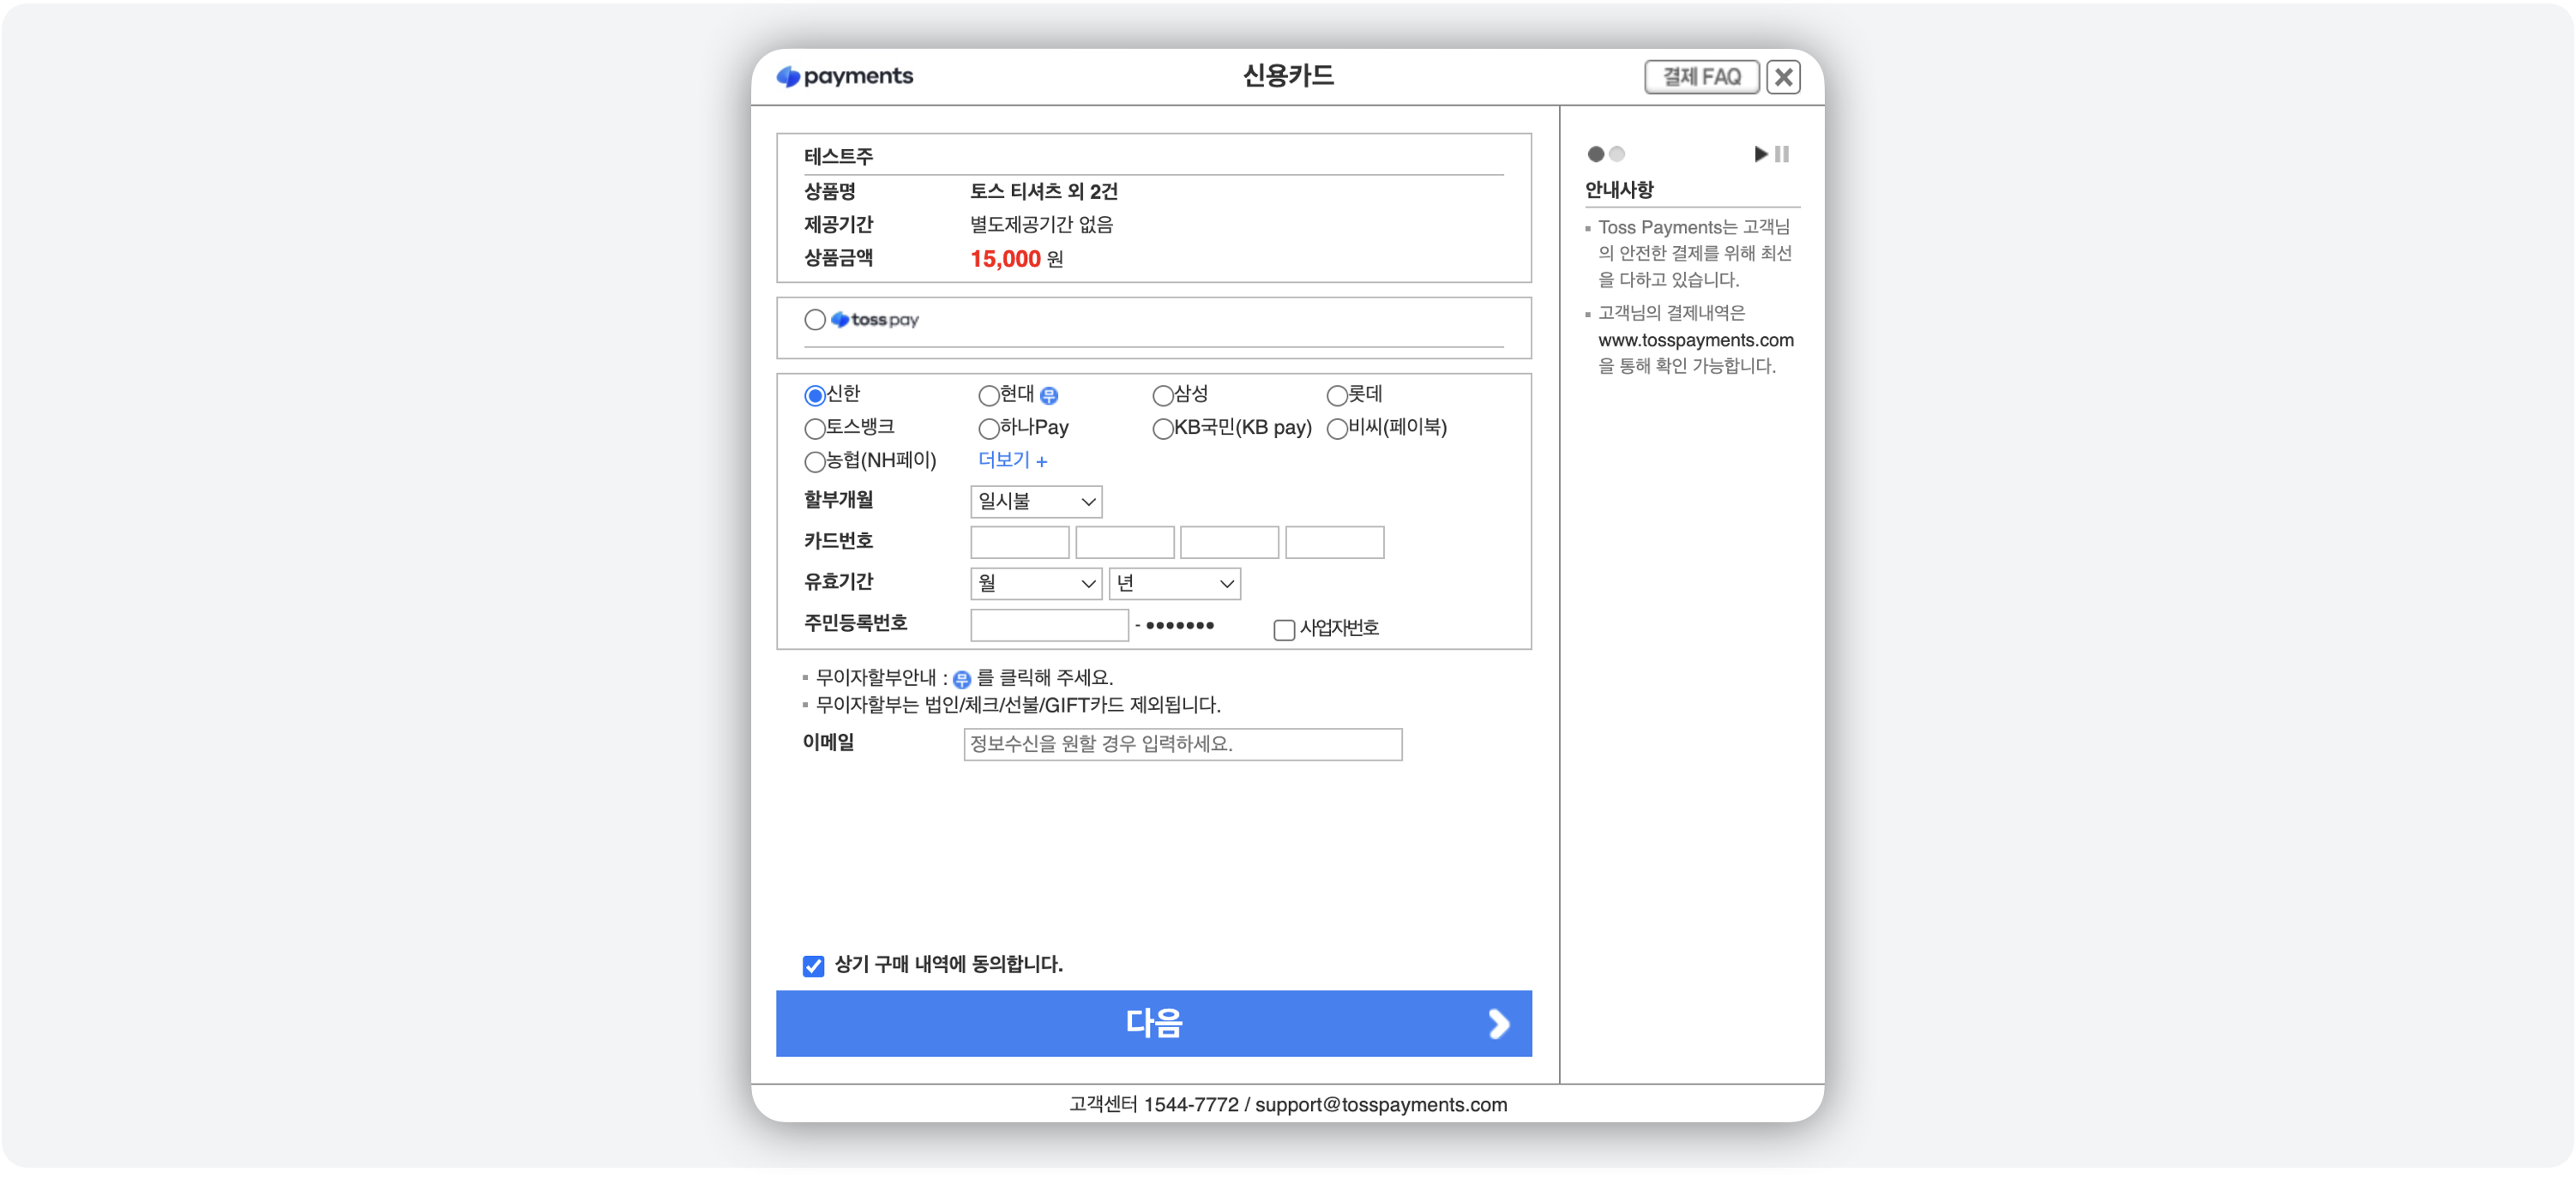 payments
신용카드
결제 FAQ
테스트주
상품명 토스 티셔츠 외 2건
제공기간 별도제공기간 없음
상품금액 15,000 원
toss pay
신한 현대 무 삼성 롯데
토스뱅크 하나Pay KB국민(KB pay) 비씨(페이북)
농협(NH페이) 더보기 +
할부개월 일시불
카드번호
유효기간 월 년
주민등록번호 - ••••••• 사업자번호
무이자할부안내 : 무 를 클릭해 주세요.
무이자할부는 법인/체크/선불/GIFT카드 제외됩니다.
이메일 정보수신을 원할 경우 입력하세요.
상기 구매 내역에 동의합니다.
다음
안내사항
Toss Payments는 고객님
의 안전한 결제를 위해 최선
을 다하고 있습니다.
고객님의 결제내역은
www.tosspayments.com
을 통해 확인 가능합니다.
고객센터 1544-7772 / support@tosspayments.com